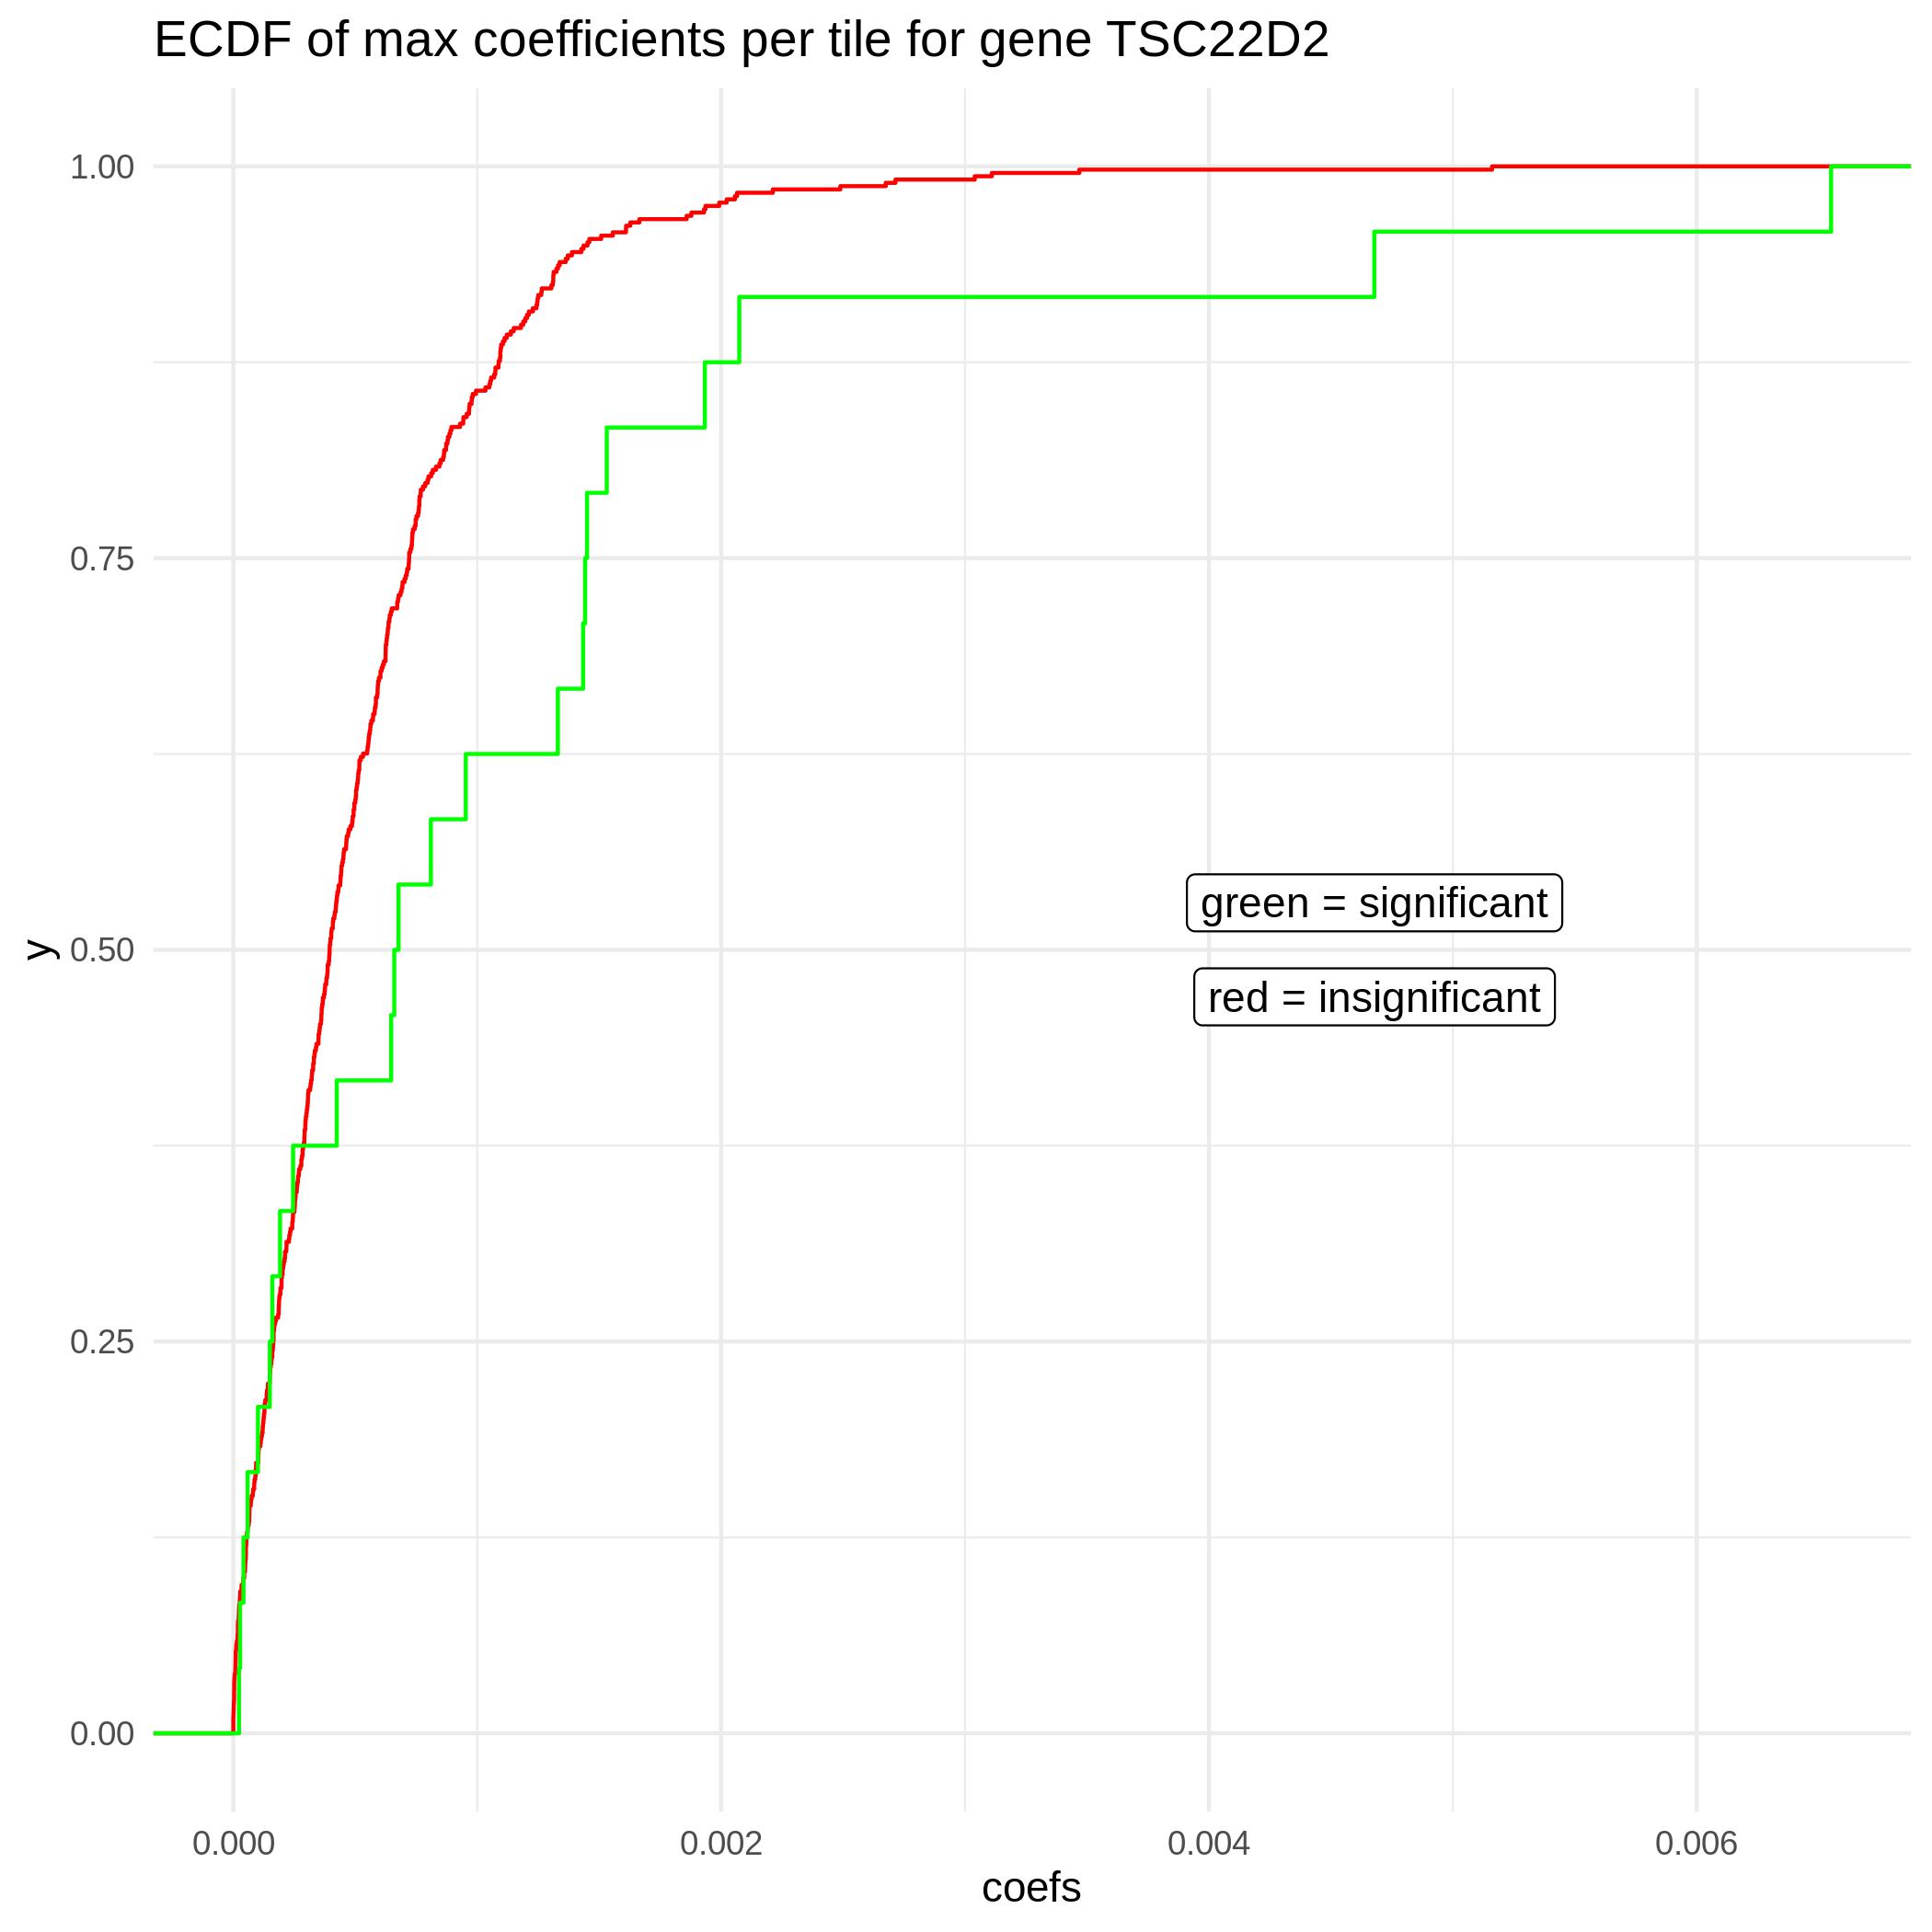 ECDF of max coefficients per tile for gene TSC22D2
1.00
0.75
0.50
0.25
0.00
y
green = significant
red = insignificant
0.000
0.002
0.004
0.006
coefs